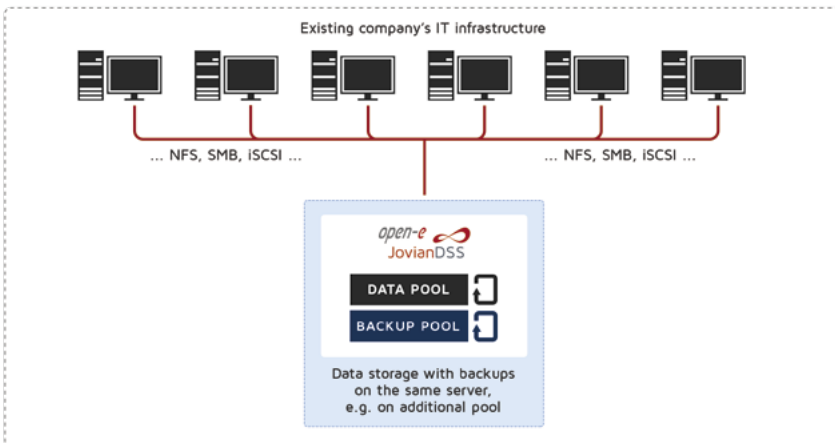 Existing company's IT infrastructure
... NFS, SMB, iSCSI ...
... NFS, SMB, iSCSI ...
open-e
JovianDSS
DATA POOL
BACKUP POOL
Data storage with backups
on the same server,
e.g. on additional pool